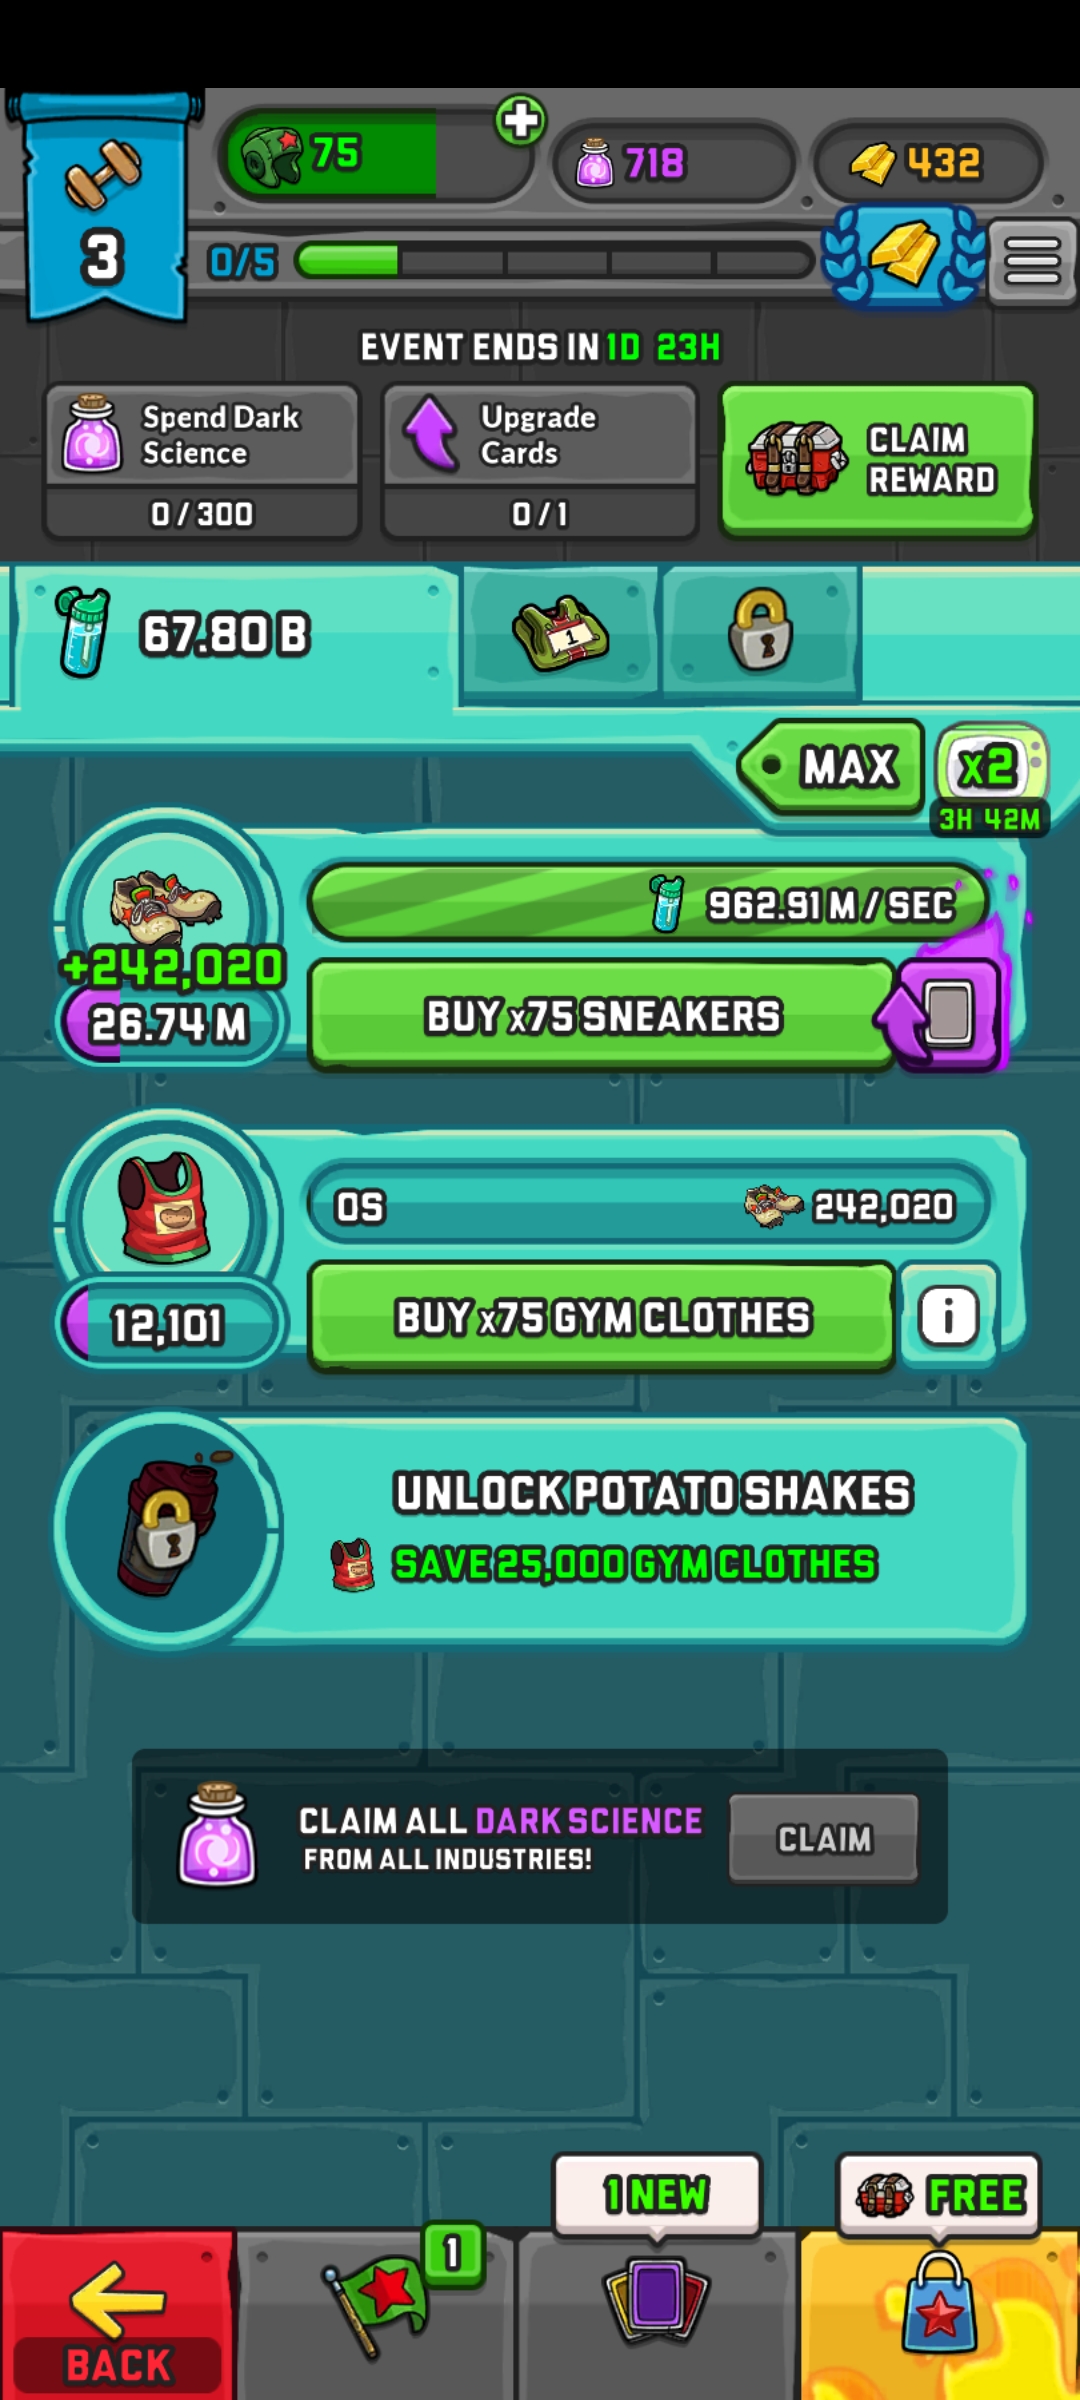 75
718
432
3
0/5
EVENT ENDS IN 1D 23H
Spend Dark
Science
0 / 300
Upgrade
Cards
0 / 1
CLAIM
REWARD
67.80 B
1
MAX
x2
3H 42M
962.91 M / SEC
+242,020
26.74 M
BUY x75 SNEAKERS
0S
242,020
12,101
BUY x75 GYM CLOTHES
i
UNLOCK POTATO SHAKES
SAVE 25,000 GYM CLOTHES
CLAIM ALL DARK SCIENCE
FROM ALL INDUSTRIES!
CLAIM
1 NEW
FREE
1
BACK